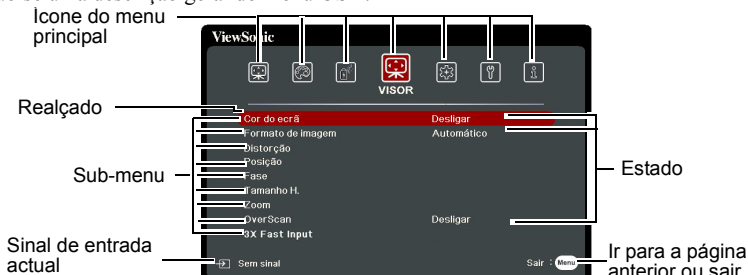 Ícone do menu
principal
ViewSonic
VISOR
Realçado
Cor do ecrã Desligar
Formato de imagem Automático
Distorção
Posição
Fase
Tamanho H.
Zoom
OverScan Desligar
3X Fast Input
Sub-menu
Estado
Sinal de entrada
actual
Sem sinal
Sair : Menu
Ir para a página
anterior ou sair